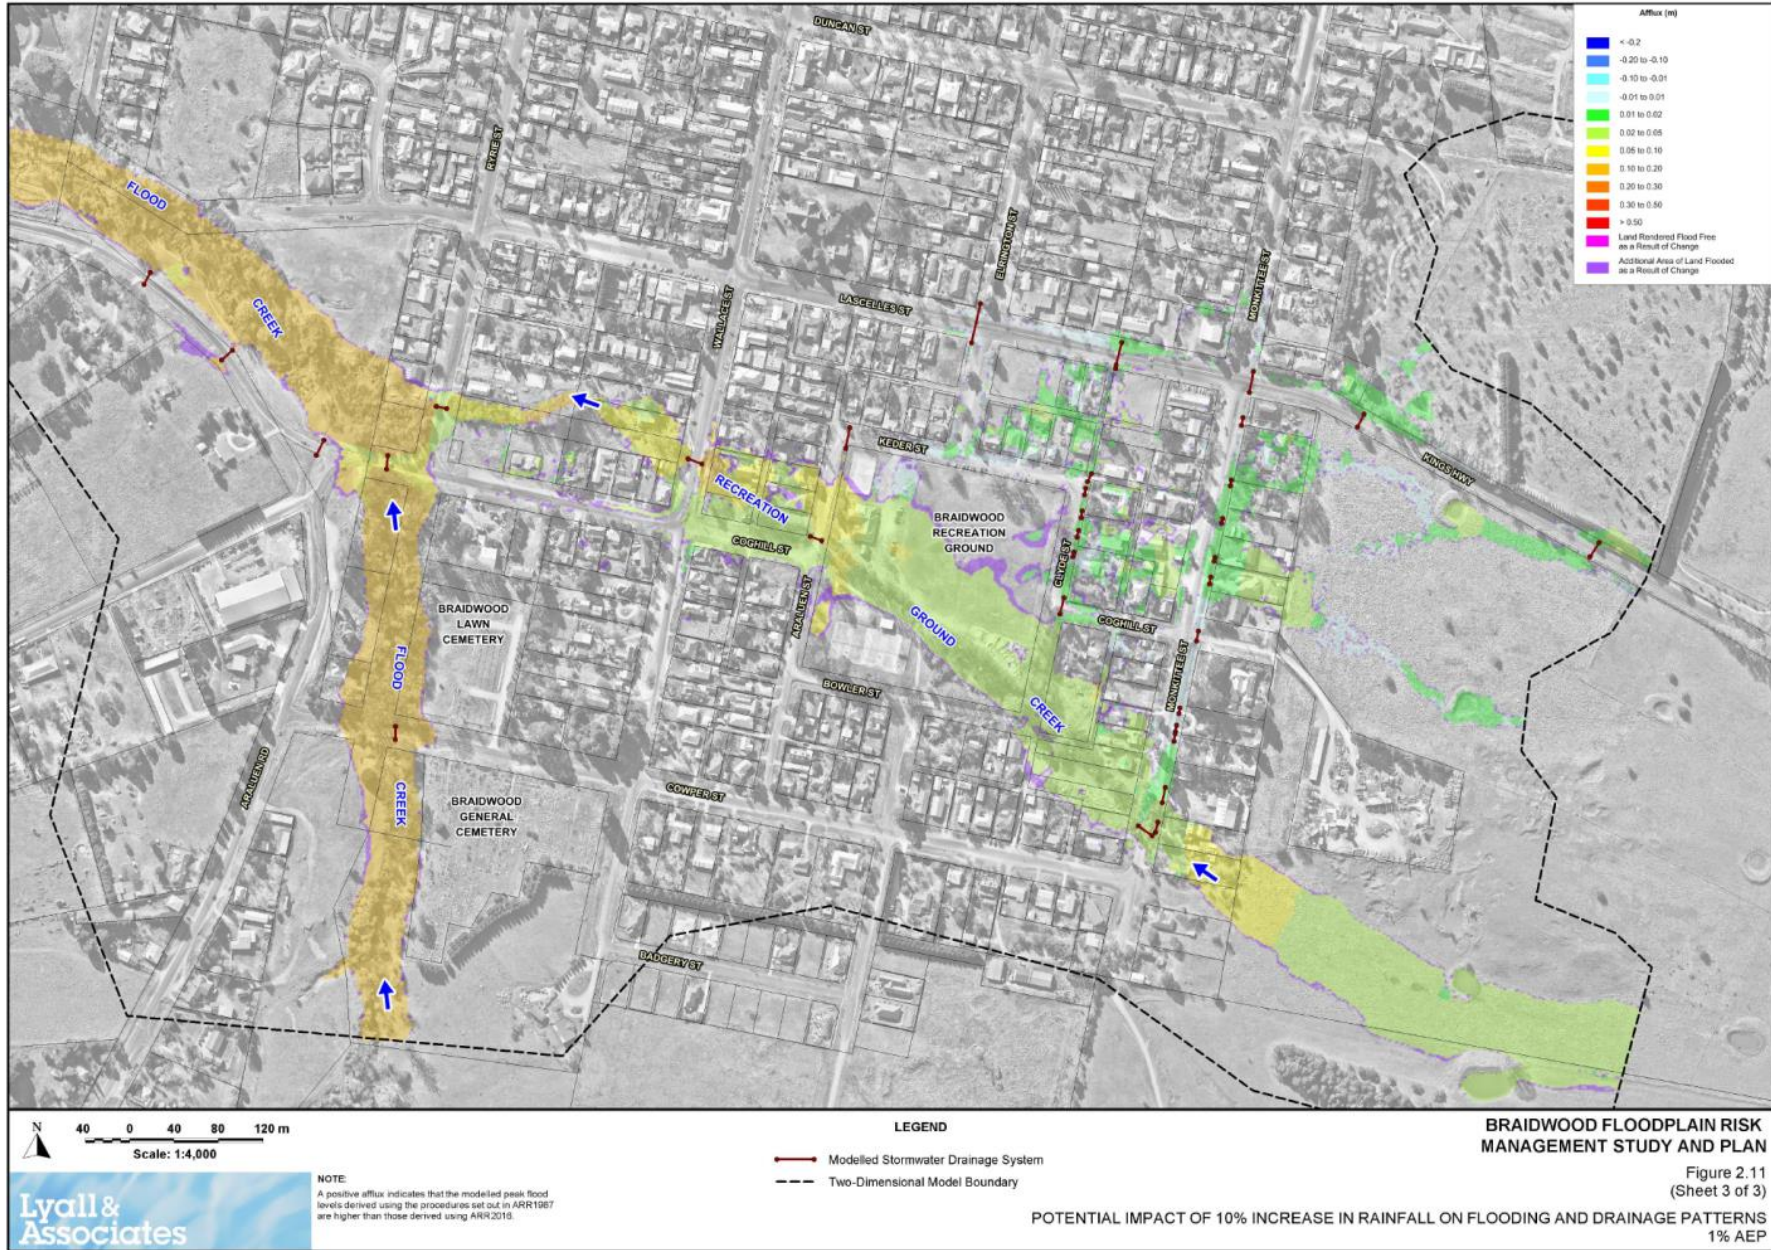 Afflux (m)
< -0.2
-0.20 to -0.10
-0.10 to -0.01
-0.01 to 0.01
0.01 to 0.02
0.02 to 0.05
0.05 to 0.10
0.10 to 0.20
0.20 to 0.30
0.30 to 0.50
> 0.50
Land Rendered Flood Free
as a Result of Change
Additional Area of Land Flooded
as a Result of Change
DUNCAN ST
RYRIE ST
FLOOD
CREEK
WALLACE ST
LASCELLES ST
ELRINGTON ST
MONKITTEE ST
KEDER ST
KINGS HWY
RECREATION
BRAIDWOOD
RECREATION
GROUND
COGHILL ST
CLYDE ST
ARALUEN ST
GROUND
COGHILL ST
BRAIDWOOD
LAWN
CEMETERY
FLOOD
BOWLER ST
CREEK
MONKITTEE ST
ARALUEN RD
CREEK
COWPER ST
BRAIDWOOD
GENERAL
CEMETERY
BADGERY ST
N
40 0 40 80 120 m
Scale: 1:4,000
Lyall &
Associates
NOTE:
A positive afflux indicates that the modelled peak flood
levels derived using the procedures set out in ARR1987
are higher than those derived using ARR2016.
LEGEND
Modelled Stormwater Drainage System
Two-Dimensional Model Boundary
BRAIDWOOD FLOODPLAIN RISK
MANAGEMENT STUDY AND PLAN
Figure 2.11
(Sheet 3 of 3)
POTENTIAL IMPACT OF 10% INCREASE IN RAINFALL ON FLOODING AND DRAINAGE PATTERNS
1% AEP